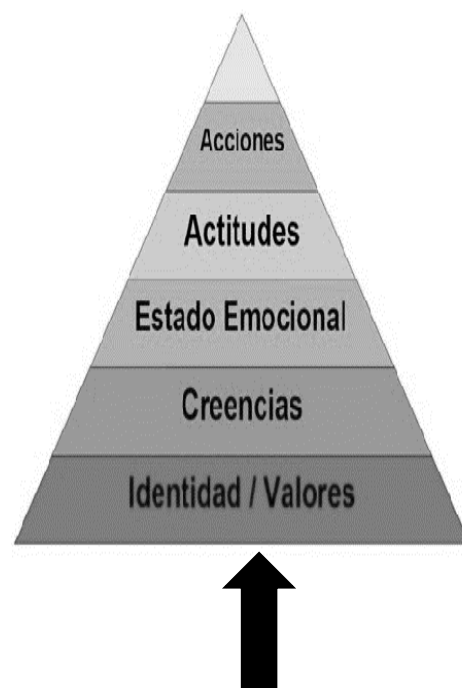 Acciones
Actitudes
Estado Emocional
Creencias
Identidad / Valores